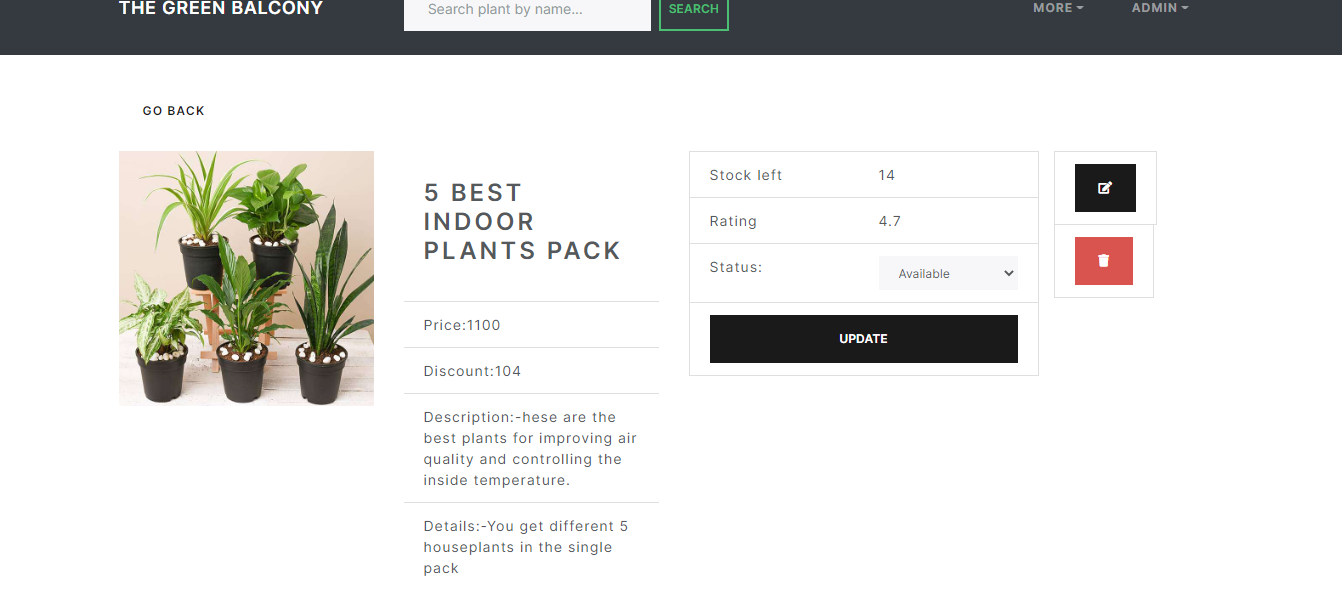 THE GREEN BALCONY
Search plant by name...
SEARCH
MORE
ADMIN
GO BACK
5 BEST
INDOOR
PLANTS PACK
Price:1100
Discount:104
Description:-hese are the
best plants for improving air
quality and controlling the
inside temperature.
Details:-You get different 5
houseplants in the single
pack
Stock left 14
Rating 4.7
Status: Available
UPDATE